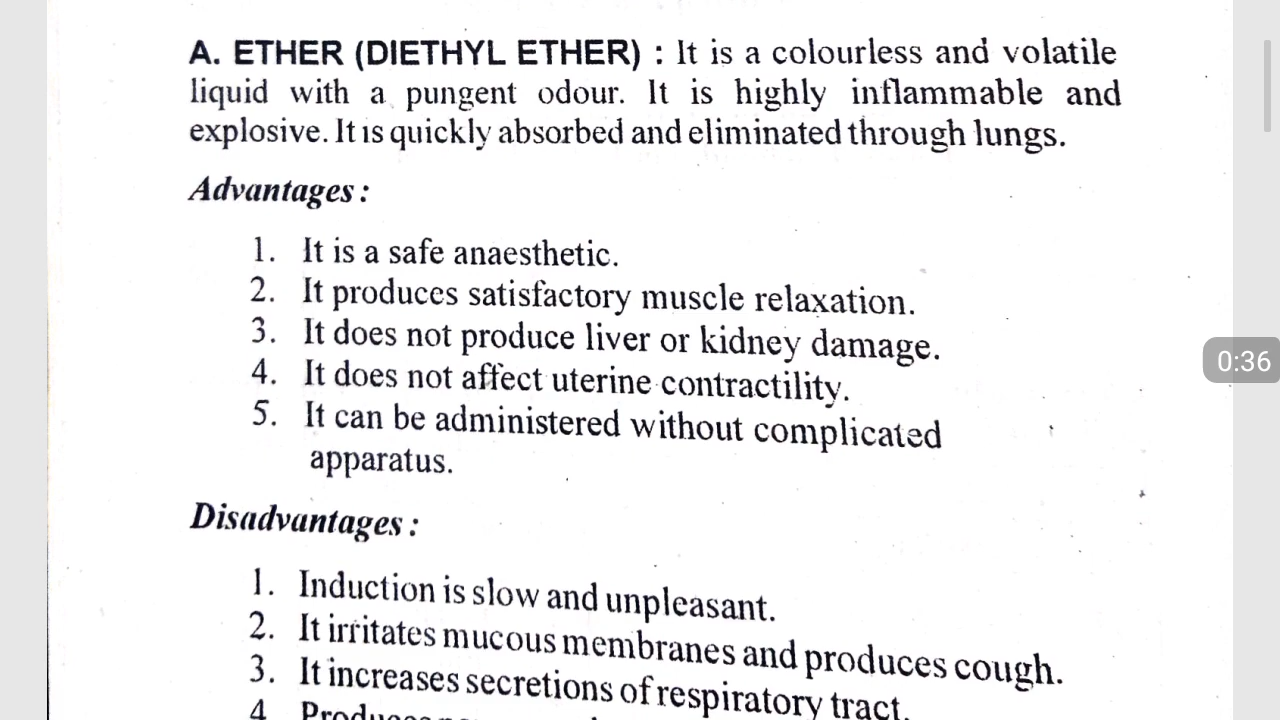 A. ETHER (DIETHYL ETHER) : It is a colourless and volatile
liquid with a pungent odour. It is highly inflammable and
explosive. It is quickly absorbed and eliminated through lungs.
Advantages :
1. It is a safe anaesthetic.
2. It produces satisfactory muscle relaxation.
3. It does not produce liver or kidney damage.
4. It does not affect uterine contractility.
5. It can be administered without complicated
apparatus.
0:36
Disadvantages :
1. Induction is slow and unpleasant.
2. It irritates mucous membranes and produces cough.
3. It increases secretions of respiratory tract.
4